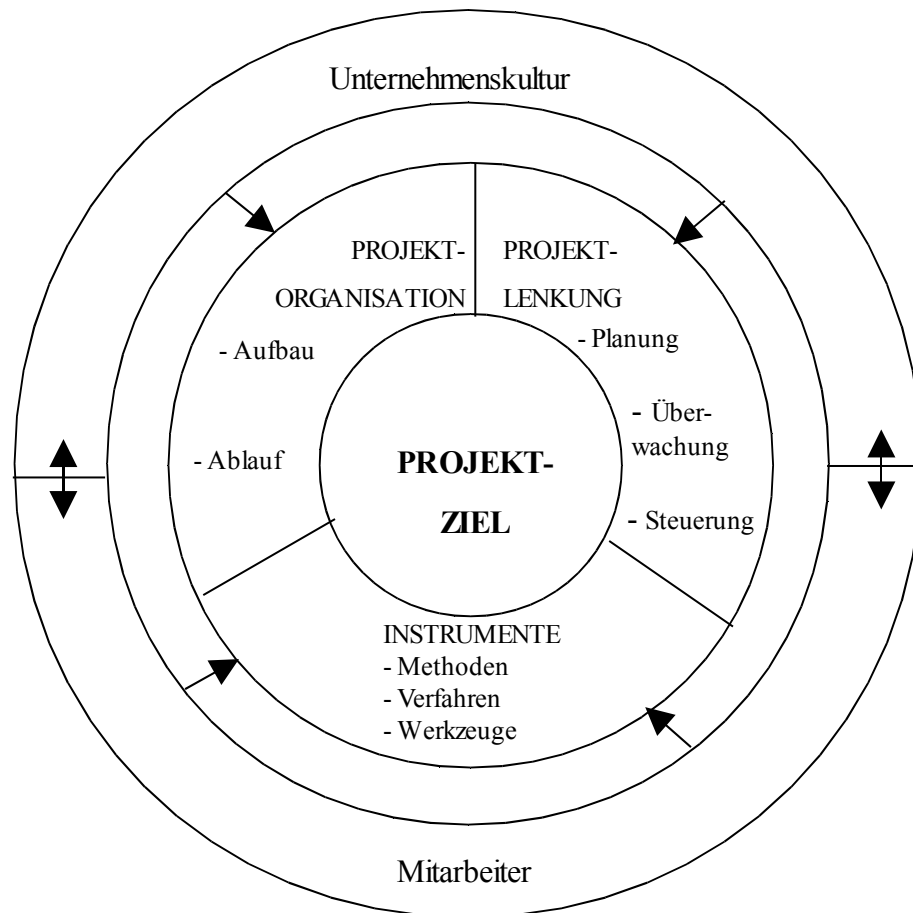 Unternehmenskultur
PROJEKT-
ORGANISATION
- Aufbau
- Ablauf
PROJEKT-
LENKUNG
- Planung
- Über-
wachung
- Steuerung
PROJEKT-
ZIEL
INSTRUMENTE
- Methoden
- Verfahren
- Werkzeuge
Mitarbeiter